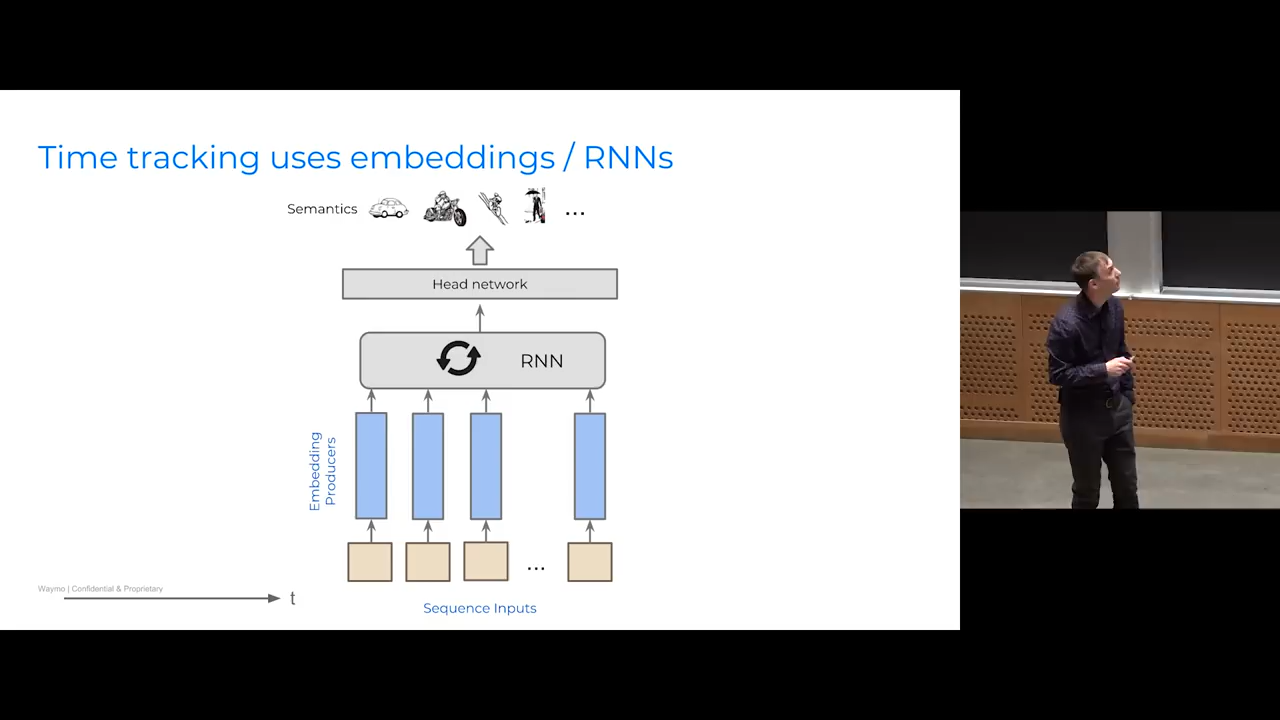 Time tracking uses embeddings / RNNs
Semantics
...
Head network
RNN
Embedding
Producers
...
Waymo | Confidential & Proprietary
t
Sequence Inputs